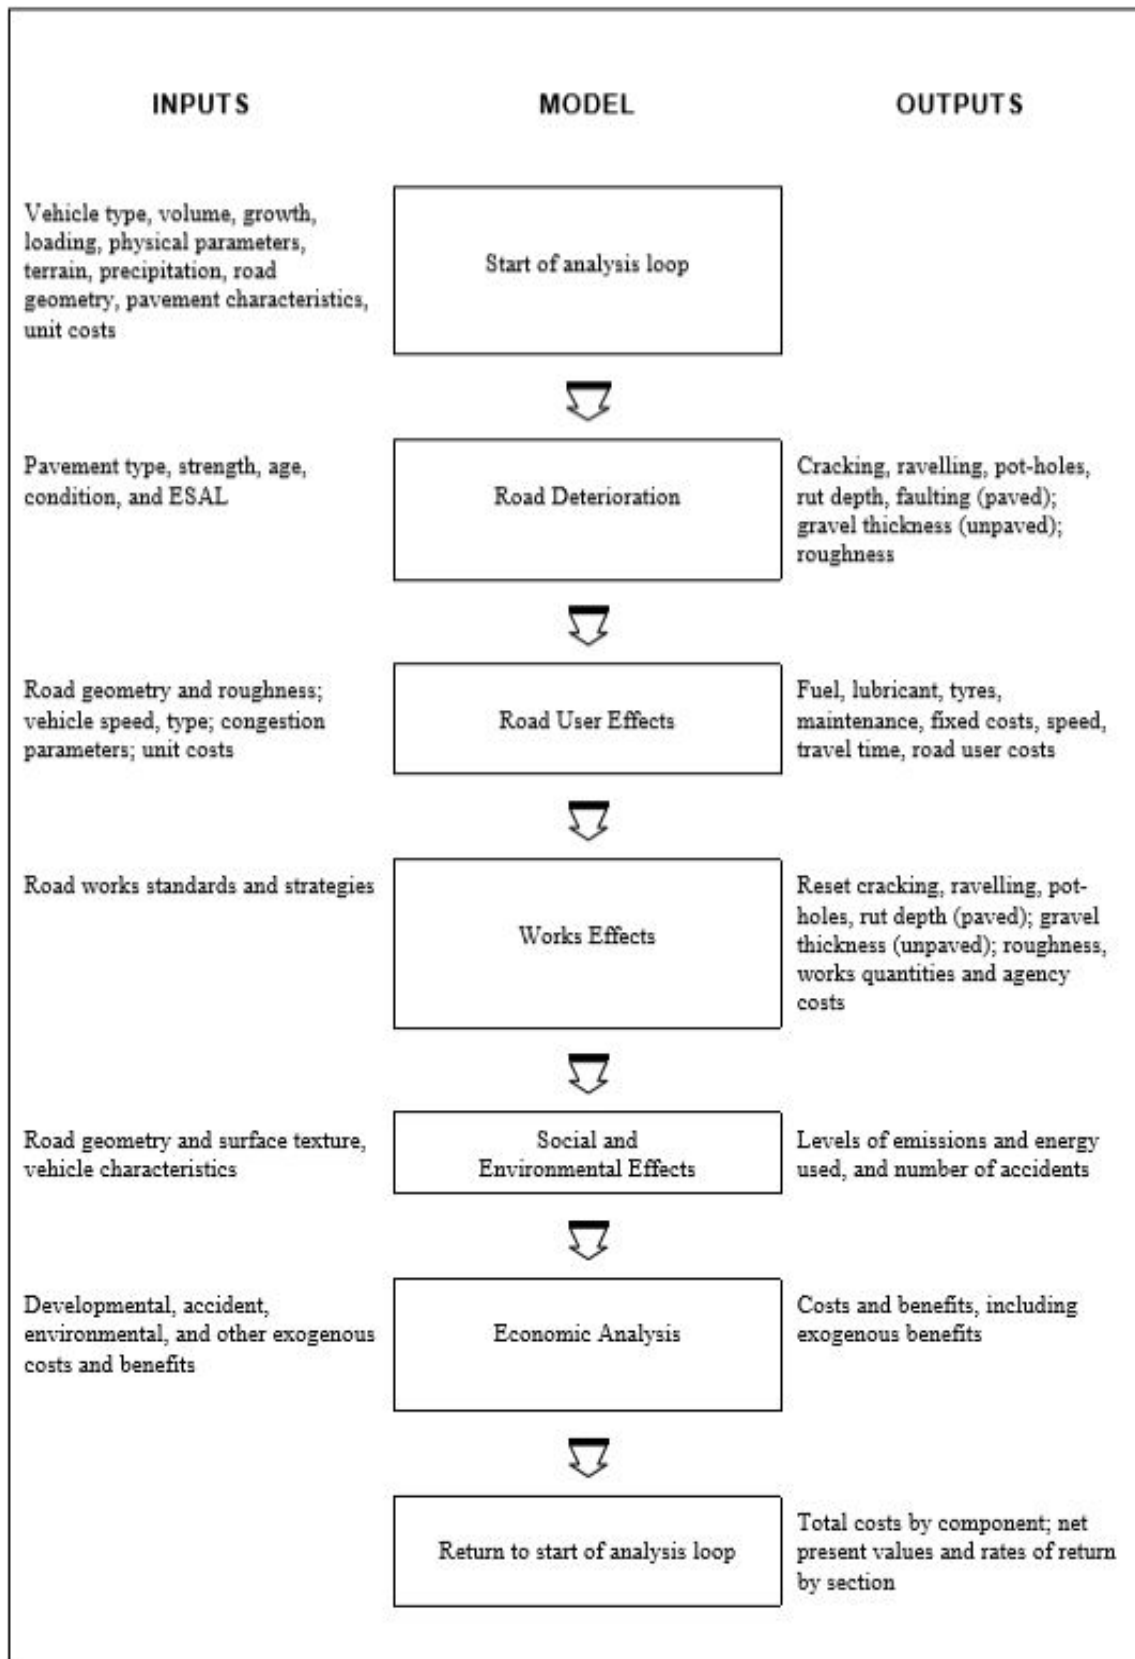 INPUTS
MODEL
OUTPUTS
Vehicle type, volume, growth,
loading, physical parameters,
terrain, precipitation, road
geometry, pavement characteristics,
unit costs
Start of analysis loop
Pavement type, strength, age,
condition, and ESAL
Road Deterioration
Cracking, ravelling, pot-holes,
rut depth, faulting (paved);
gravel thickness (unpaved);
roughness
Road geometry and roughness;
vehicle speed, type; congestion
parameters; unit costs
Road User Effects
Fuel, lubricant, tyres,
maintenance, fixed costs, speed,
travel time, road user costs
Road works standards and strategies
Works Effects
Reset cracking, ravelling, pot-
holes, rut depth (paved); gravel
thickness (unpaved); roughness,
works quantities and agency
costs
Road geometry and surface texture,
vehicle characteristics
Social and
Environmental Effects
Levels of emissions and energy
used, and number of accidents
Developmental, accident,
environmental, and other exogenous
costs and benefits
Economic Analysis
Costs and benefits, including
exogenous benefits
Return to start of analysis loop
Total costs by component; net
present values and rates of return
by section